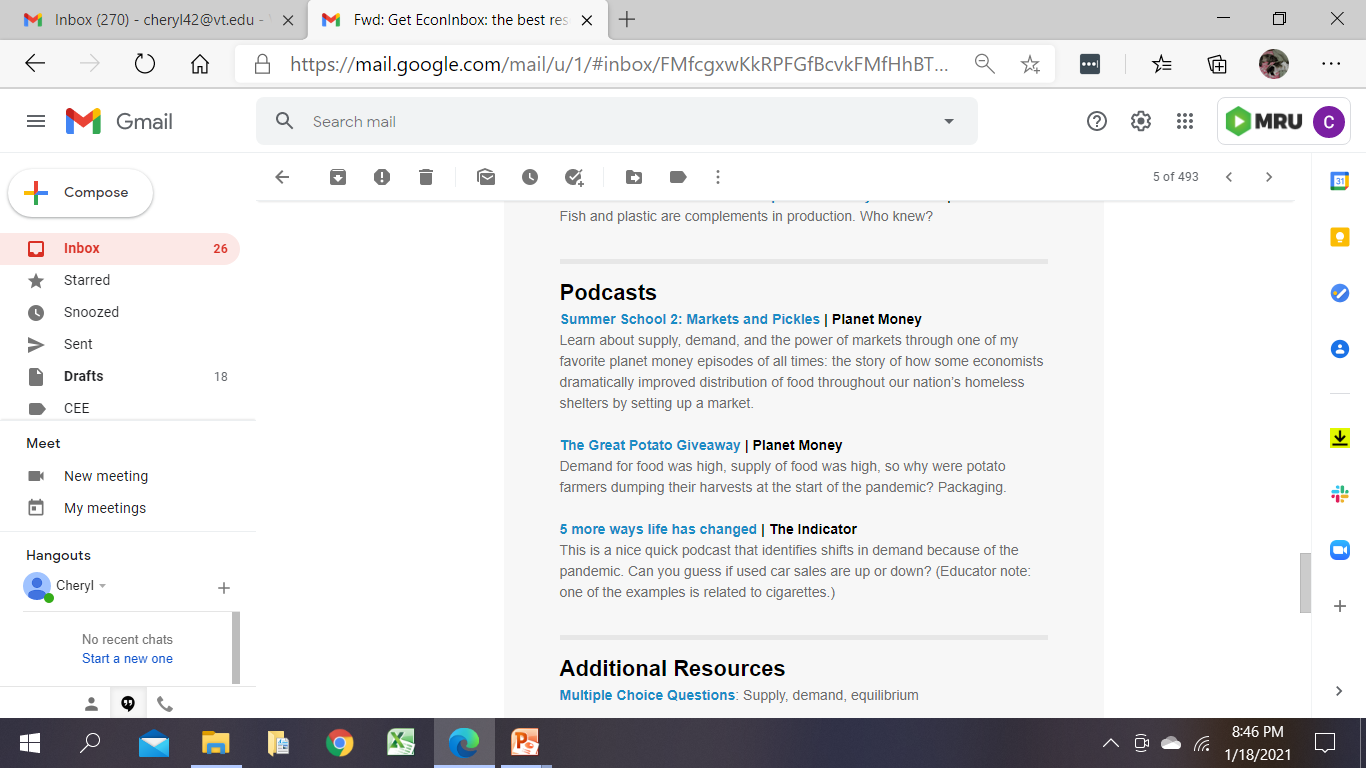 Inbox (270) - cheryl42@vt.edu -
Fwd: Get EconInbox: the best res
https://mail.google.com/mail/u/1/#inbox/FMfcgxwKkRPFGfBcvkFMfHhBT...
Gmail
Search mail
MRU
C
Compose
5 of 493
31
Inbox 26
Starred
Snoozed
Sent
Drafts 18
CEE
Meet
New meeting
My meetings
Hangouts
Cheryl
No recent chats
Start a new one
Fish and plastic are complements in production. Who knew?
Podcasts
Summer School 2: Markets and Pickles | Planet Money
Learn about supply, demand, and the power of markets through one of my
favorite planet money episodes of all times: the story of how some economists
dramatically improved distribution of food throughout our nation's homeless
shelters by setting up a market.
The Great Potato Giveaway | Planet Money
Demand for food was high, supply of food was high, so why were potato
farmers dumping their harvests at the start of the pandemic? Packaging.
5 more ways life has changed | The Indicator
This is a nice quick podcast that identifies shifts in demand because of the
pandemic. Can you guess if used car sales are up or down? (Educator note:
one of the examples is related to cigarettes.)
Additional Resources
Multiple Choice Questions: Supply, demand, equilibrium
8:46 PM
1/18/2021